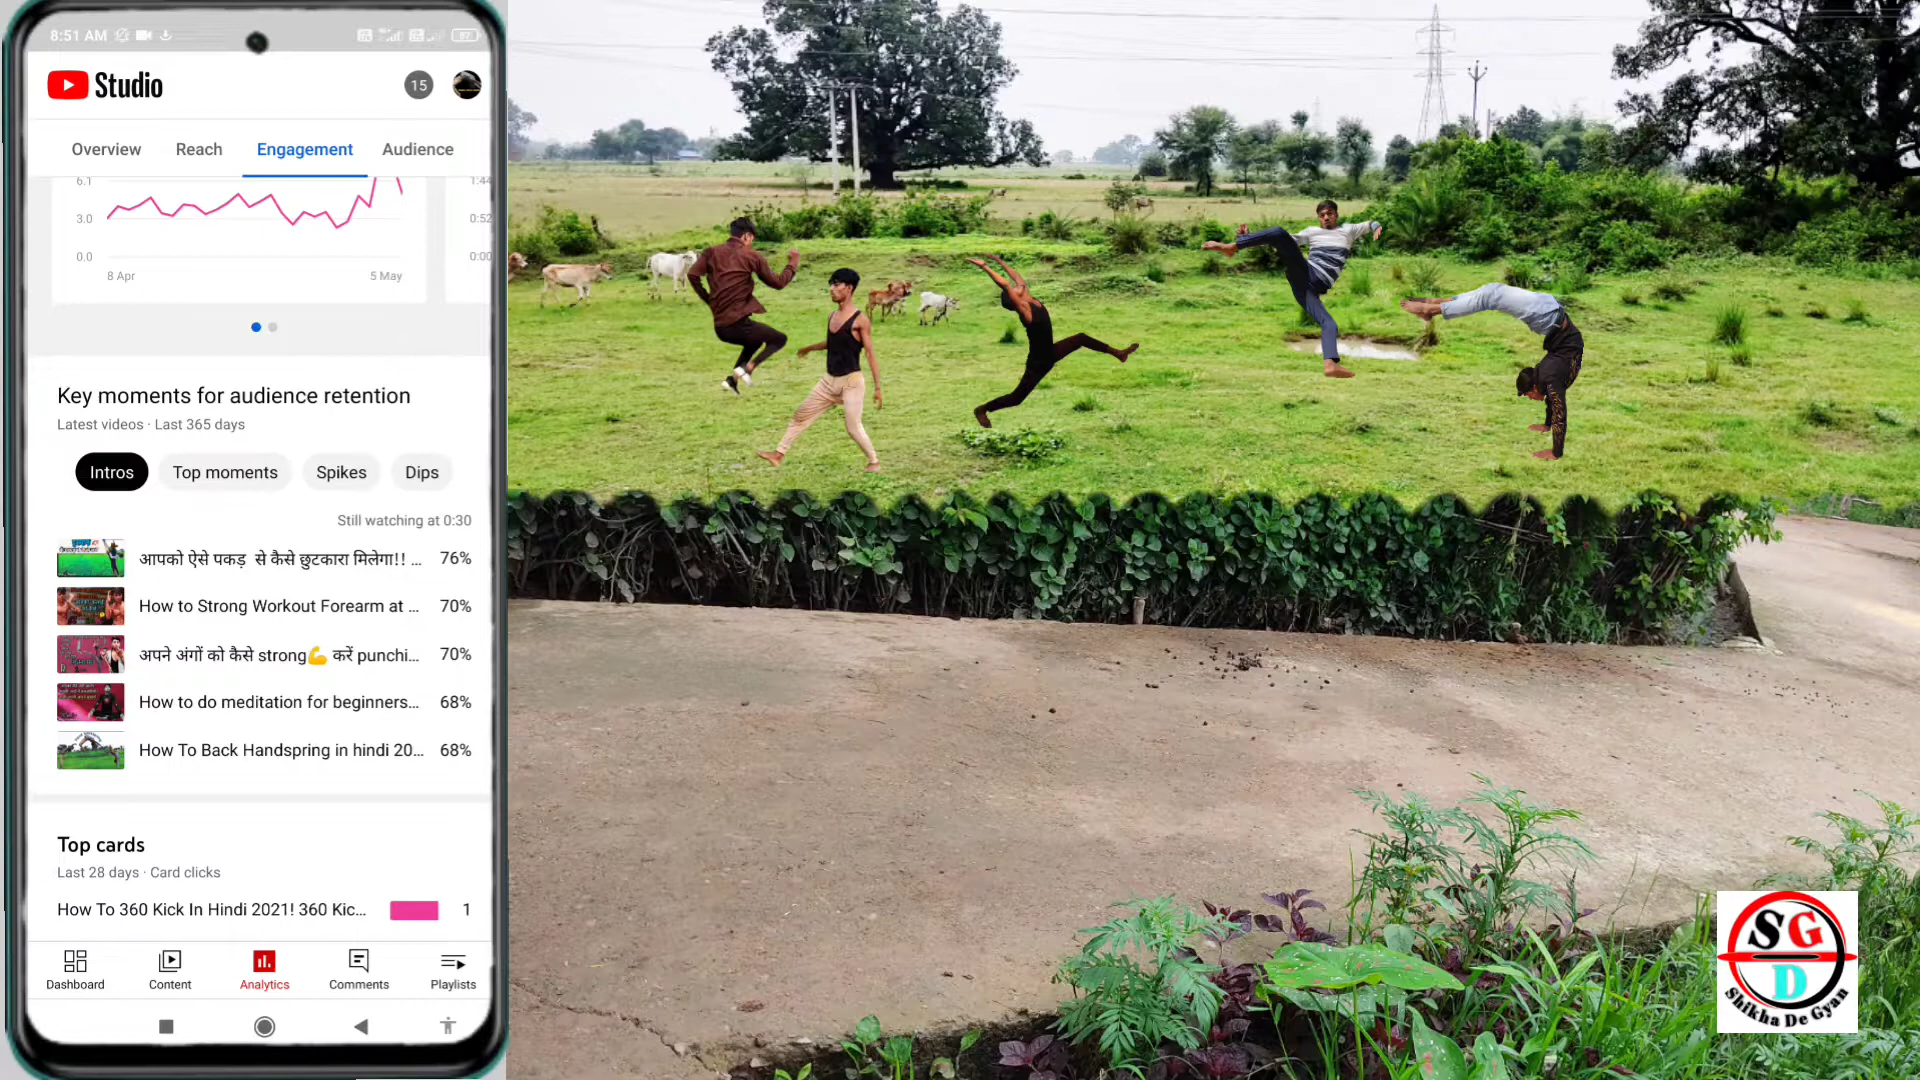 8:51 AM
87
Studio
15
Overview Reach Engagement Audience
6.1
3.0
0.0
8 Apr
5 May
1:44
0:52
0:00
Key moments for audience retention
Latest videos · Last 365 days
Intros Top moments Spikes Dips
Still watching at 0:30
आपको ऐसे पकड़ से कैसे छुटकारा मिलेगा!! ... 76%
How to Strong Workout Forearm at ... 70%
अपने अंगों को कैसे strong💪 करें punchi... 70%
How to do meditation for beginners... 68%
How To Back Handspring in hindi 20... 68%
Top cards
Last 28 days · Card clicks
How To 360 Kick In Hindi 2021! 360 Kic... 1
Dashboard Content Analytics Comments Playlists
SG
D
Shikha De Gyan